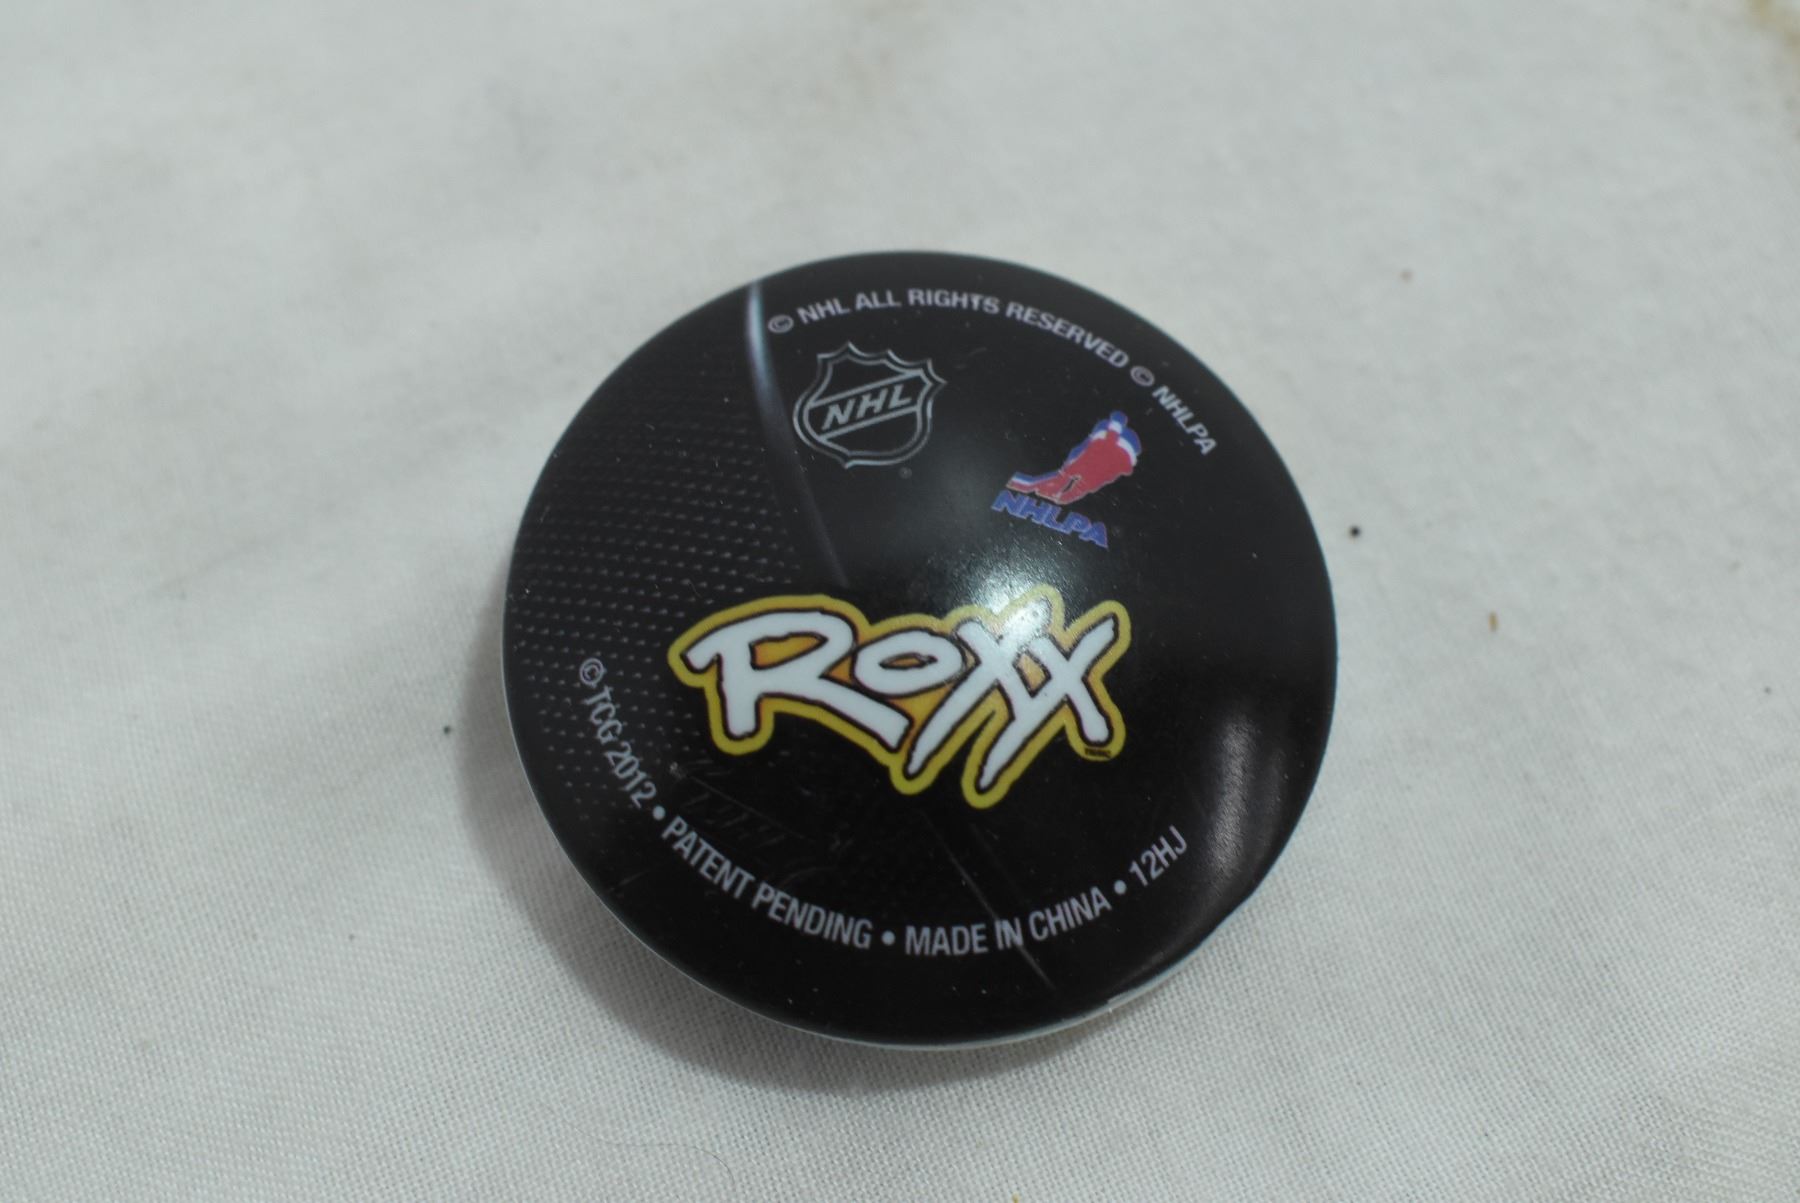 © NHL ALL RIGHTS RESERVED © NHLPA
NHL
NHLPA
ROXX
© TCG 2012 • PATENT PENDING • MADE IN CHINA • 12HJ